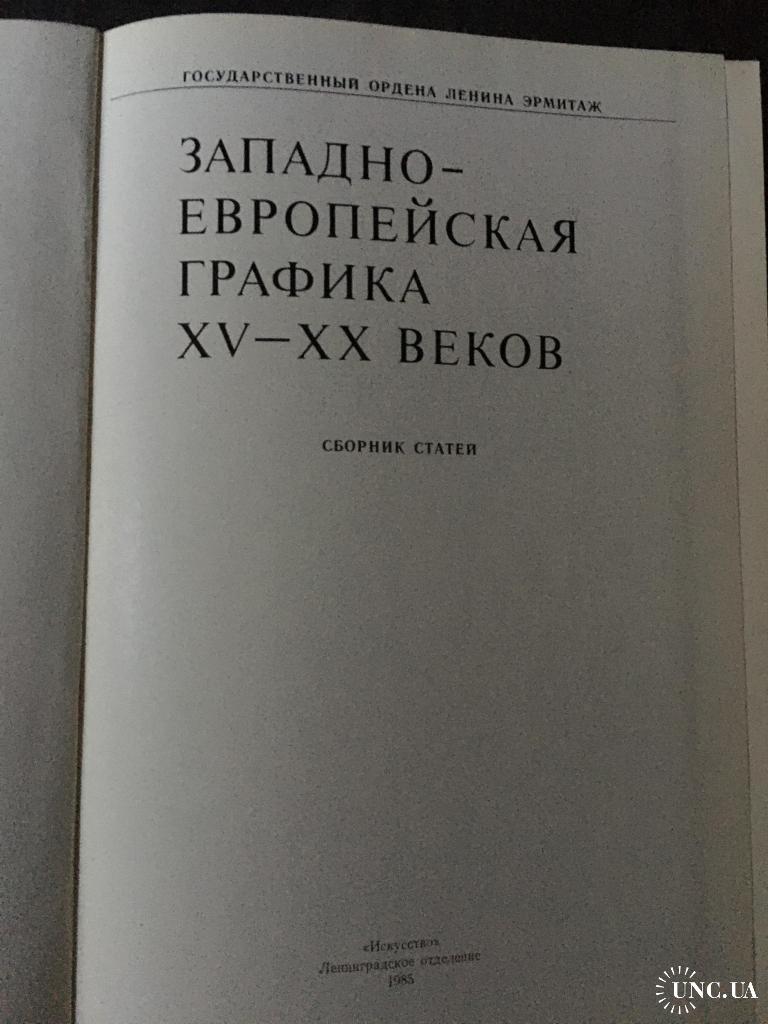 ГОСУДАРСТВЕННЫЙ ОРДЕНА ЛЕНИНА ЭРМИТАЖ
ЗАПАДНО-
ЕВРОПЕЙСКАЯ
ГРАФИКА
XV—XX ВЕКОВ
СБОРНИК СТАТЕЙ
«Искусство»
Ленинградское отделение
1985
UNC.UA